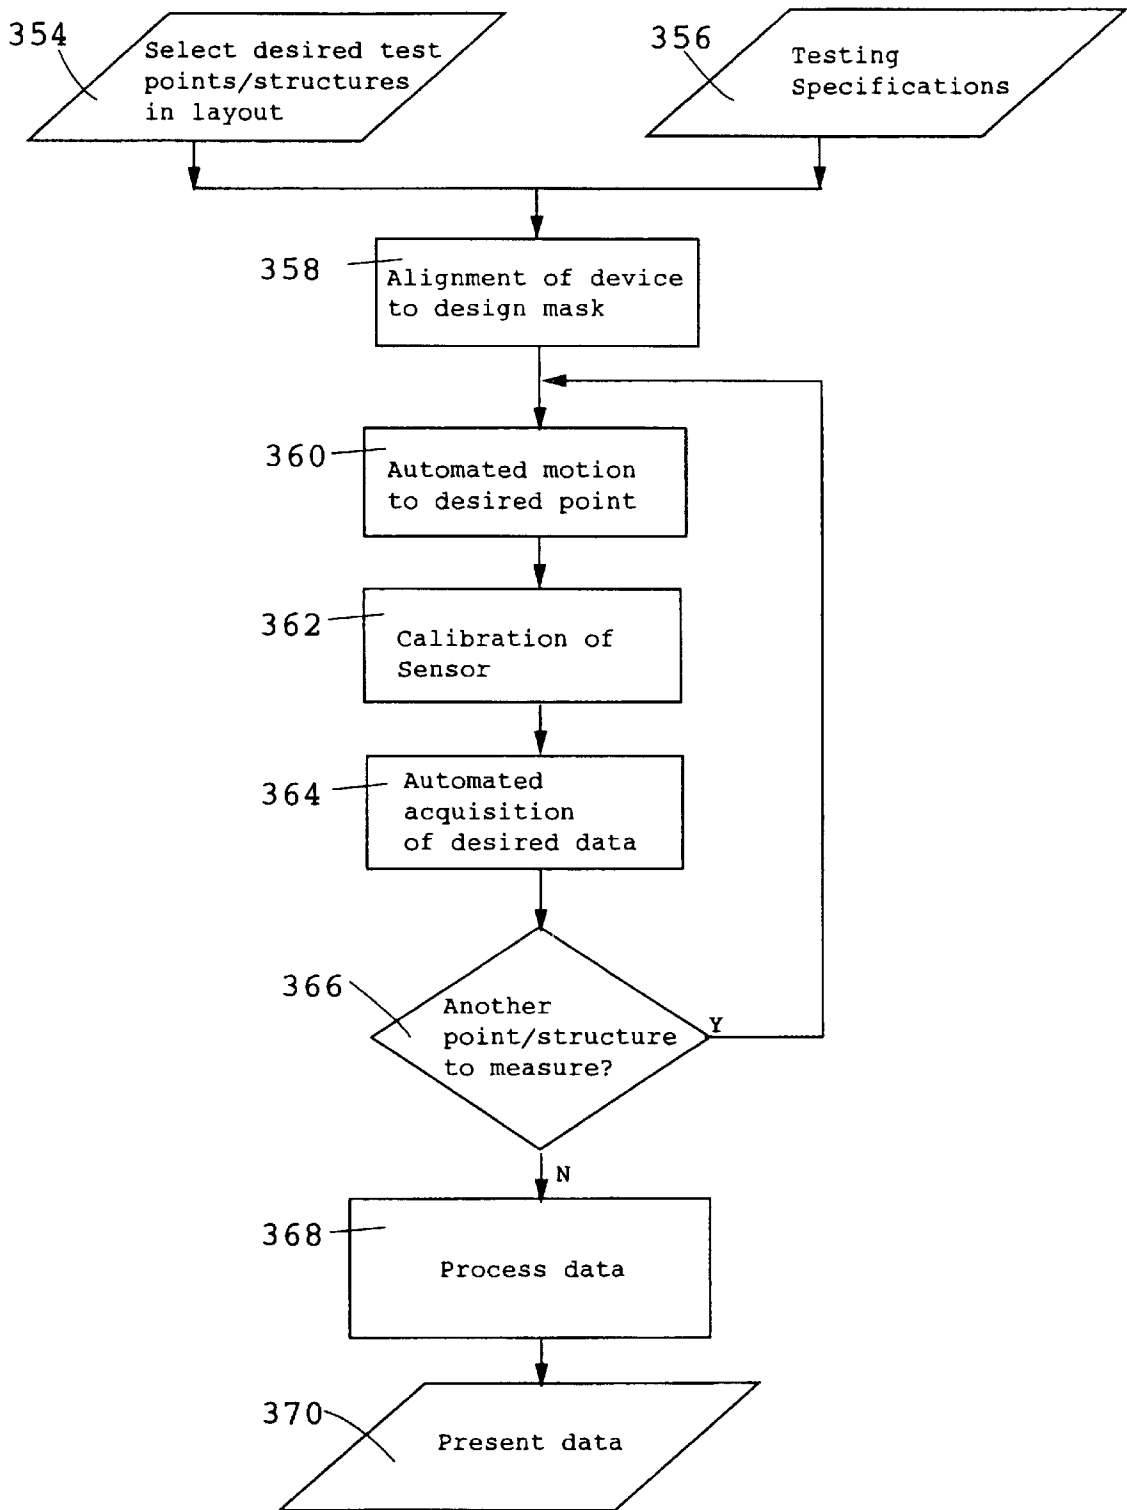 354
Select desired test
points/structures
in layout
356
Testing
Specifications
358
Alignment of device
to design mask
360
Automated motion
to desired point
362
Calibration of
Sensor
364
Automated
acquisition
of desired data
366
Another
point/structure
to measure?
Y
N
368
Process data
370
Present data